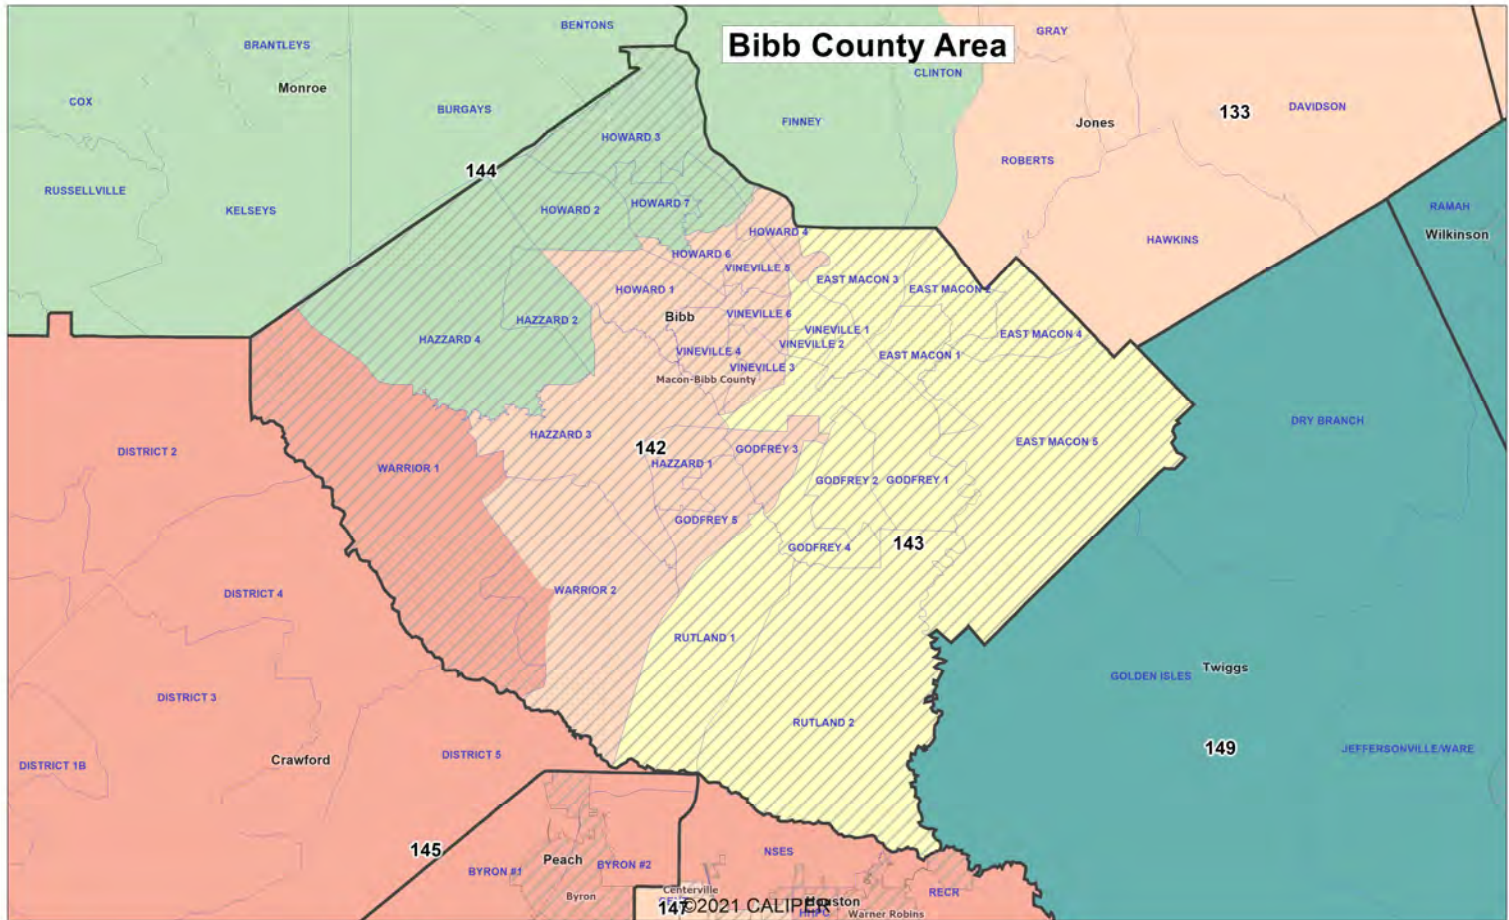 Bibb County Area
BENTONS
GRAY
BRANTLEYS
CLINTON
Monroe
COX
BURGAYS
DAVIDSON
133
FINNEY
Jones
HOWARD 3
ROBERTS
144
RUSSELLVILLE
HOWARD 7
RAMAH
KELSEYS
HOWARD 2
HOWARD 4
Wilkinson
HAWKINS
HOWARD 6
VINEVILLE 5
EAST MACON 3
HOWARD 1
EAST MACON 2
Bibb
VINEVILLE 6
HAZZARD 2
VINEVILLE 1
EAST MACON 4
HAZZARD 4
VINEVILLE 2
VINEVILLE 4
EAST MACON 1
VINEVILLE 3
Macon-Bibb County
DRY BRANCH
HAZZARD 3
EAST MACON 5
142
DISTRICT 2
GODFREY 3
WARRIOR 1
HAZZARD 1
GODFREY 2
GODFREY 1
GODFREY 5
143
GODFREY 4
DISTRICT 4
WARRIOR 2
RUTLAND 1
Twiggs
GOLDEN ISLES
DISTRICT 3
RUTLAND 2
149
JEFFERSONVILLE/WARE
DISTRICT 5
Crawford
DISTRICT 1B
145
NSES
Peach
BYRON #2
BYRON #1
Centerville
RECR
Byron
147
©2021 CALIPER
Houston
HHPC
Warner Robins